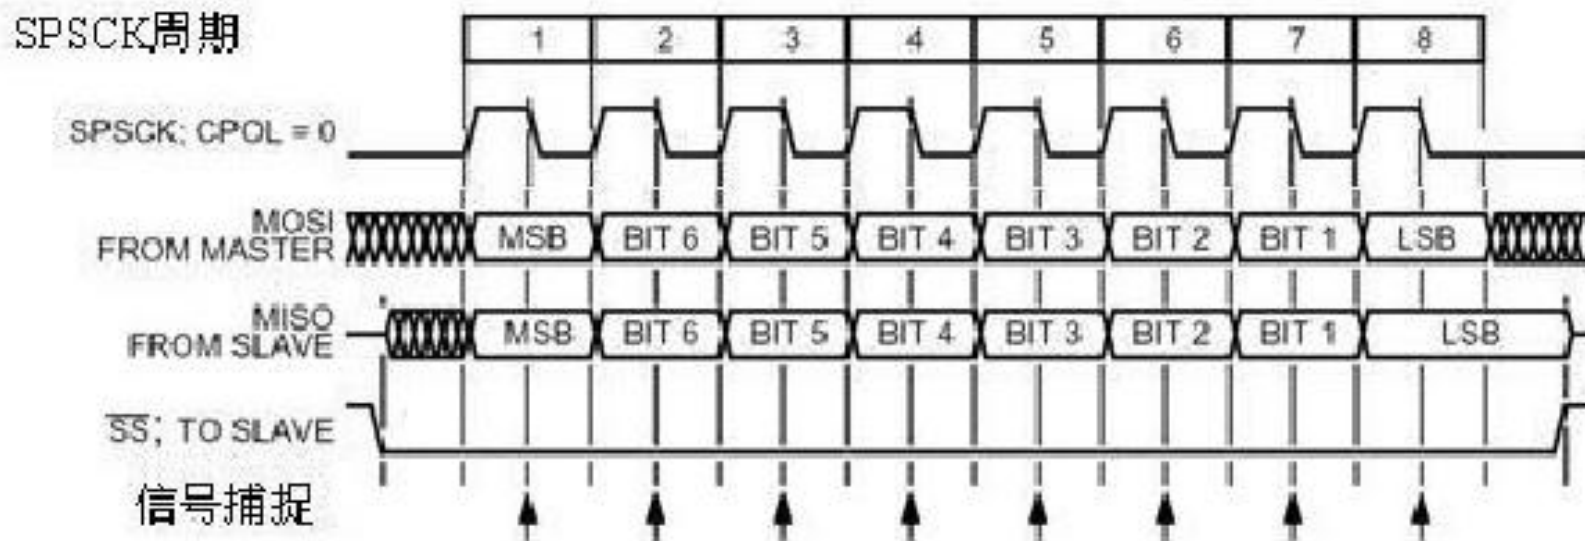 SPSCK周期 1 2 3 4 5 6 7 8
SPSCK; CPOL = 0
MOSI
FROM MASTER
MSB BIT 6 BIT 5 BIT 4 BIT 3 BIT 2 BIT 1 LSB
MISO
FROM SLAVE
MSB BIT 6 BIT 5 BIT 4 BIT 3 BIT 2 BIT 1 LSB
SS; TO SLAVE
信号捕捉